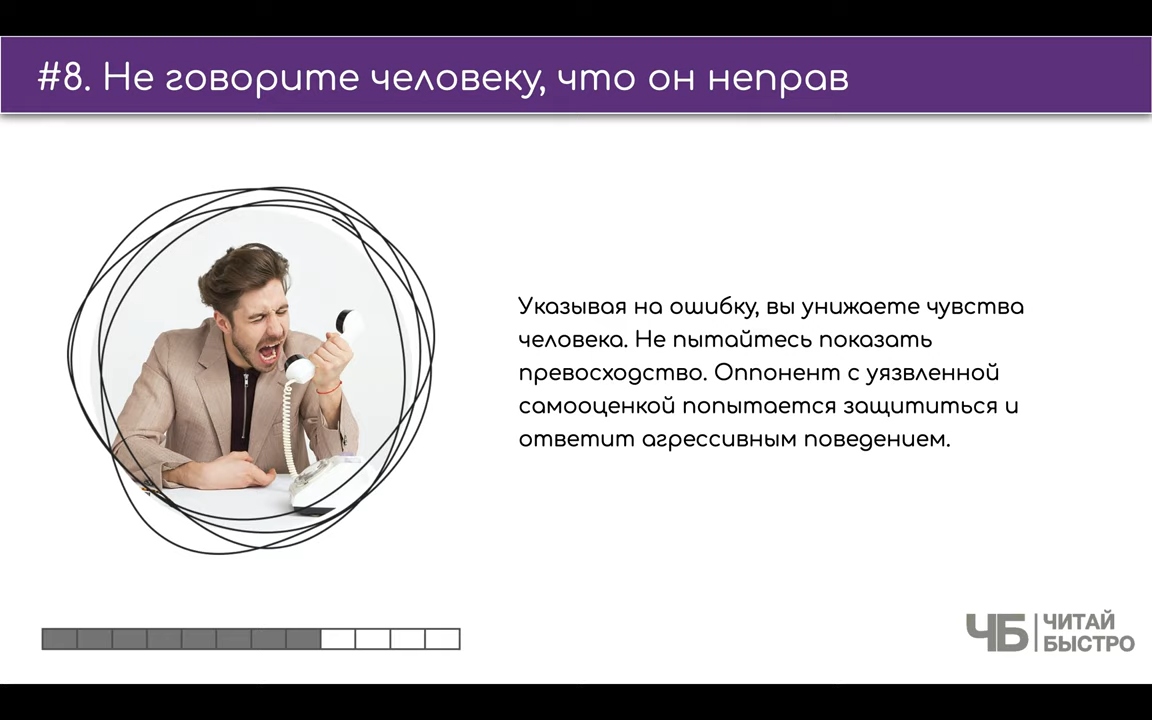 #8. Не говорите человеку, что он неправ
Указывая на ошибку, вы унижаете чувства
человека. Не пытайтесь показать
превосходство. Оппонент с уязвленной
самооценкой попытается защититься и
ответит агрессивным поведением.
ЧБ
ЧИТАЙ
БЫСТРО